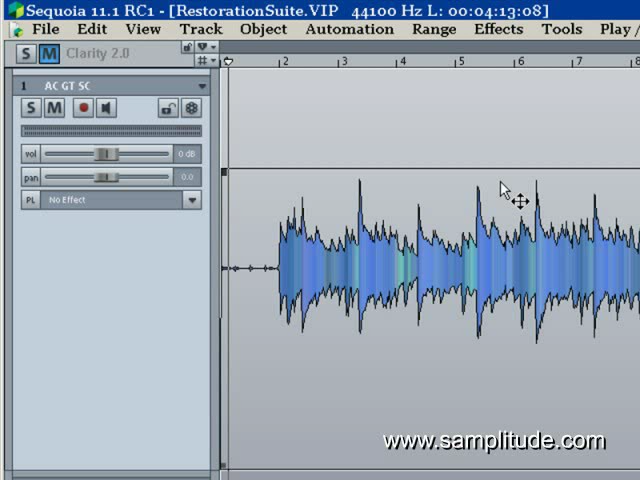 Sequoia 11.1 RC1 - [RestorationSuite.VIP 44100 Hz L: 00:04:13:08]
File Edit View Track Object Automation Range Effects Tools Play /
S M Clarity 2.0
2 3 4 5 6 7 8
1 AC GT SC
S M
vol 0 dB
pan 0.0
PL No Effect
www.samplitude.com